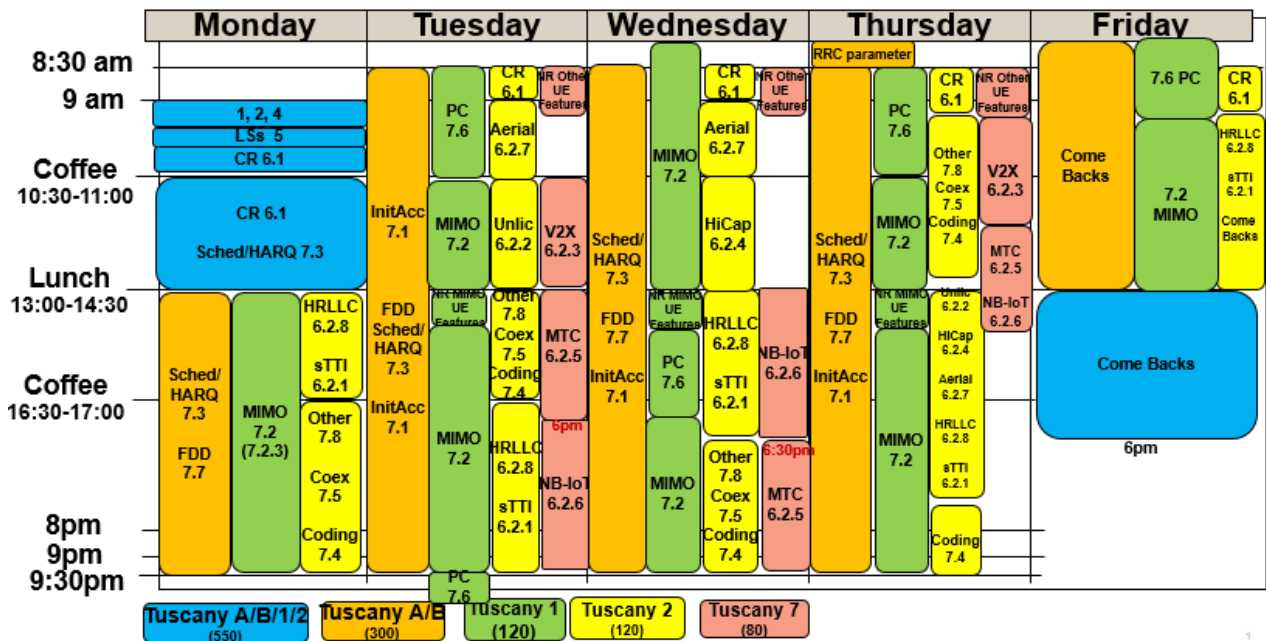 Monday
Tuesday
Wednesday
Thursday
Friday
8:30 am
9 am
Coffee
10:30-11:00
Lunch
13:00-14:30
Coffee
16:30-17:00
8pm
9pm
9:30pm
1, 2, 4
LSs 5
CR 6.1
CR 6.1
Sched/HARQ 7.3
Sched/
HARQ
7.3
FDD
7.7
MIMO
7.2
(7.2.3)
HRLLC
6.2.8
sTTI
6.2.1
Other
7.8
Coex
7.5
Coding
7.4
InitAcc
7.1
FDD
Sched/
HARQ
7.3
InitAcc
7.1
PC
7.6
MIMO
7.2
NR MIMO
UE
Features
MIMO
7.2
PC
7.6
CR
6.1
Aerial
6.2.7
Unlic
6.2.2
Other
7.8
Coex
7.5
Coding
7.4
HRLLC
6.2.8
sTTI
6.2.1
NR Other
UE
Features
V2X
6.2.3
MTC
6.2.5
6pm
NB-IoT
6.2.6
Sched/
HARQ
7.3
FDD
7.7
InitAcc
7.1
MIMO
7.2
NR MIMO
UE
Features
PC
7.6
MIMO
7.2
CR
6.1
Aerial
6.2.7
HiCap
6.2.4
HRLLC
6.2.8
sTTI
6.2.1
Other
7.8
Coex
7.5
Coding
7.4
NR Other
UE
Features
NB-IoT
6.2.6
6:30pm
MTC
6.2.5
RRC parameter
Sched/
HARQ
7.3
FDD
7.7
InitAcc
7.1
PC
7.6
MIMO
7.2
NR MIMO
UE
Features
MIMO
7.2
CR
6.1
Other
7.8
Coex
7.5
Coding
7.4
Unlic
6.2.2
HiCap
6.2.4
Aerial
6.2.7
HRLLC
6.2.8
sTTI
6.2.1
Coding
7.4
NR Other
UE
Features
V2X
6.2.3
MTC
6.2.5
NB-IoT
6.2.6
Come
Backs
7.6 PC
7.2
MIMO
CR
6.1
HRLLC
6.2.8
sTTI
6.2.1
Come
Backs
Come Backs
6pm
Tuscany A/B/1/2
(550)
Tuscany A/B
(300)
Tuscany 1
(120)
Tuscany 2
(120)
Tuscany 7
(80)
1